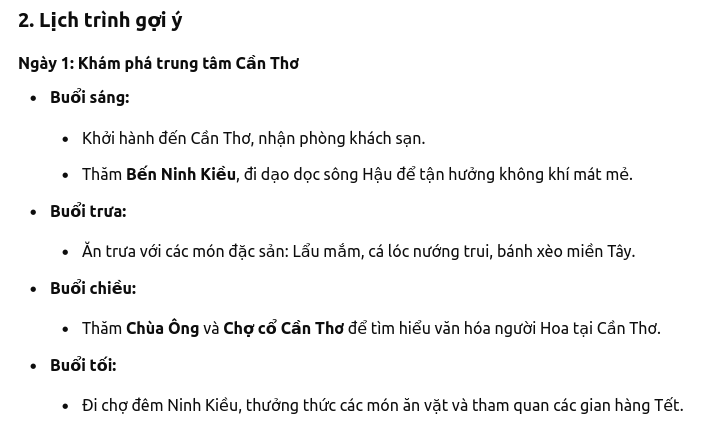 2. Lịch trình gợi ý
Ngày 1: Khám phá trung tâm Cần Thơ
• Buổi sáng:
• Khởi hành đến Cần Thơ, nhận phòng khách sạn.
• Thăm Bến Ninh Kiều, đi dạo dọc sông Hậu để tận hưởng không khí mát mẻ.
• Buổi trưa:
• Ăn trưa với các món đặc sản: Lẩu mắm, cá lóc nướng trui, bánh xèo miền Tây.
• Buổi chiều:
• Thăm Chùa Ông và Chợ cổ Cần Thơ để tìm hiểu văn hóa người Hoa tại Cần Thơ.
• Buổi tối:
• Đi chợ đêm Ninh Kiều, thưởng thức các món ăn vặt và tham quan các gian hàng Tết.